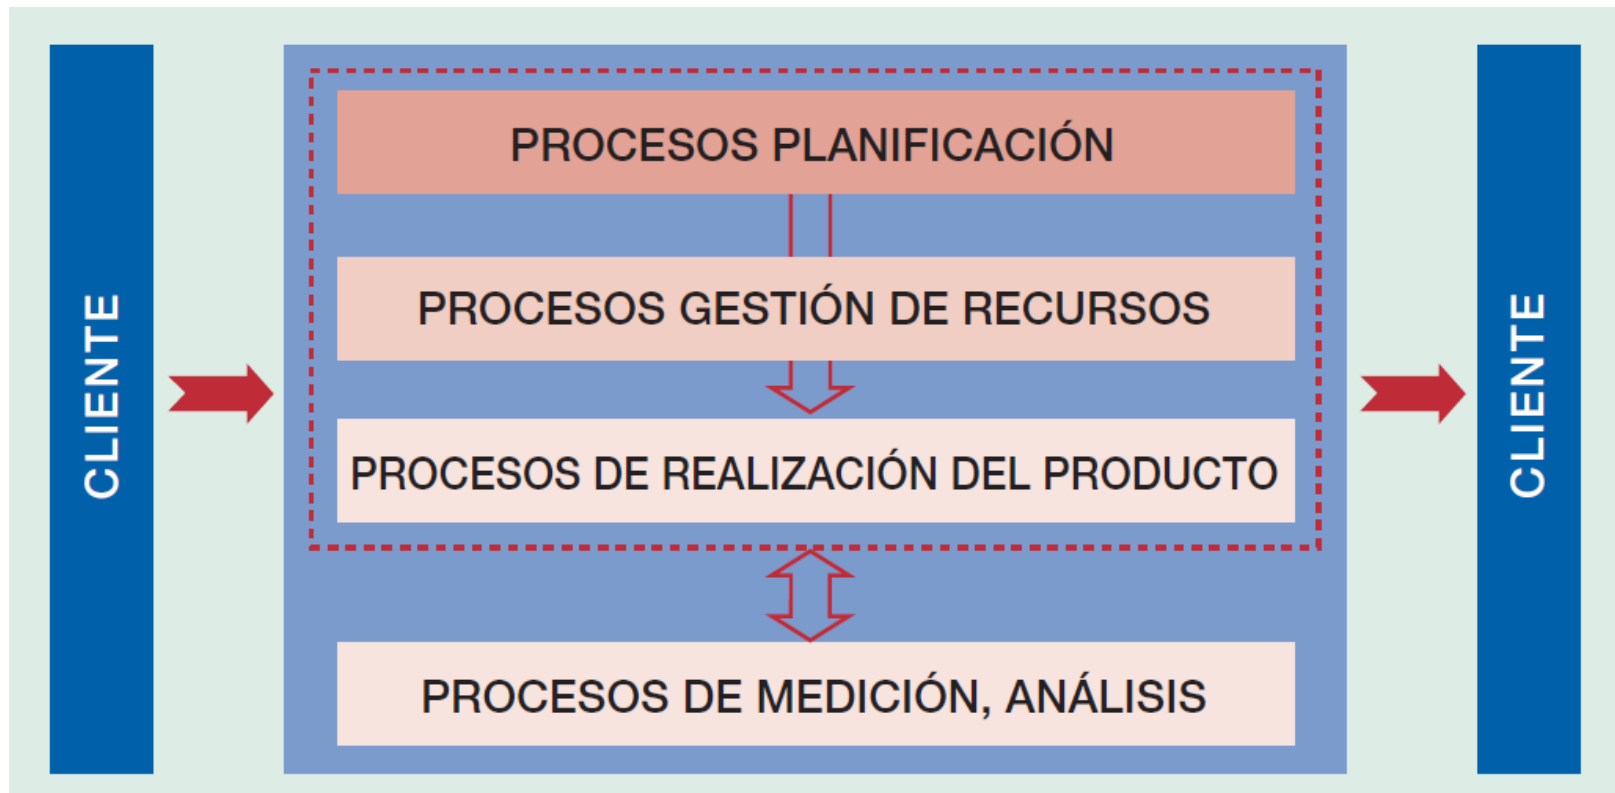 CLIENTE
PROCESOS PLANIFICACIÓN
PROCESOS GESTIÓN DE RECURSOS
PROCESOS DE REALIZACIÓN DEL PRODUCTO
PROCESOS DE MEDICIÓN, ANÁLISIS
CLIENTE